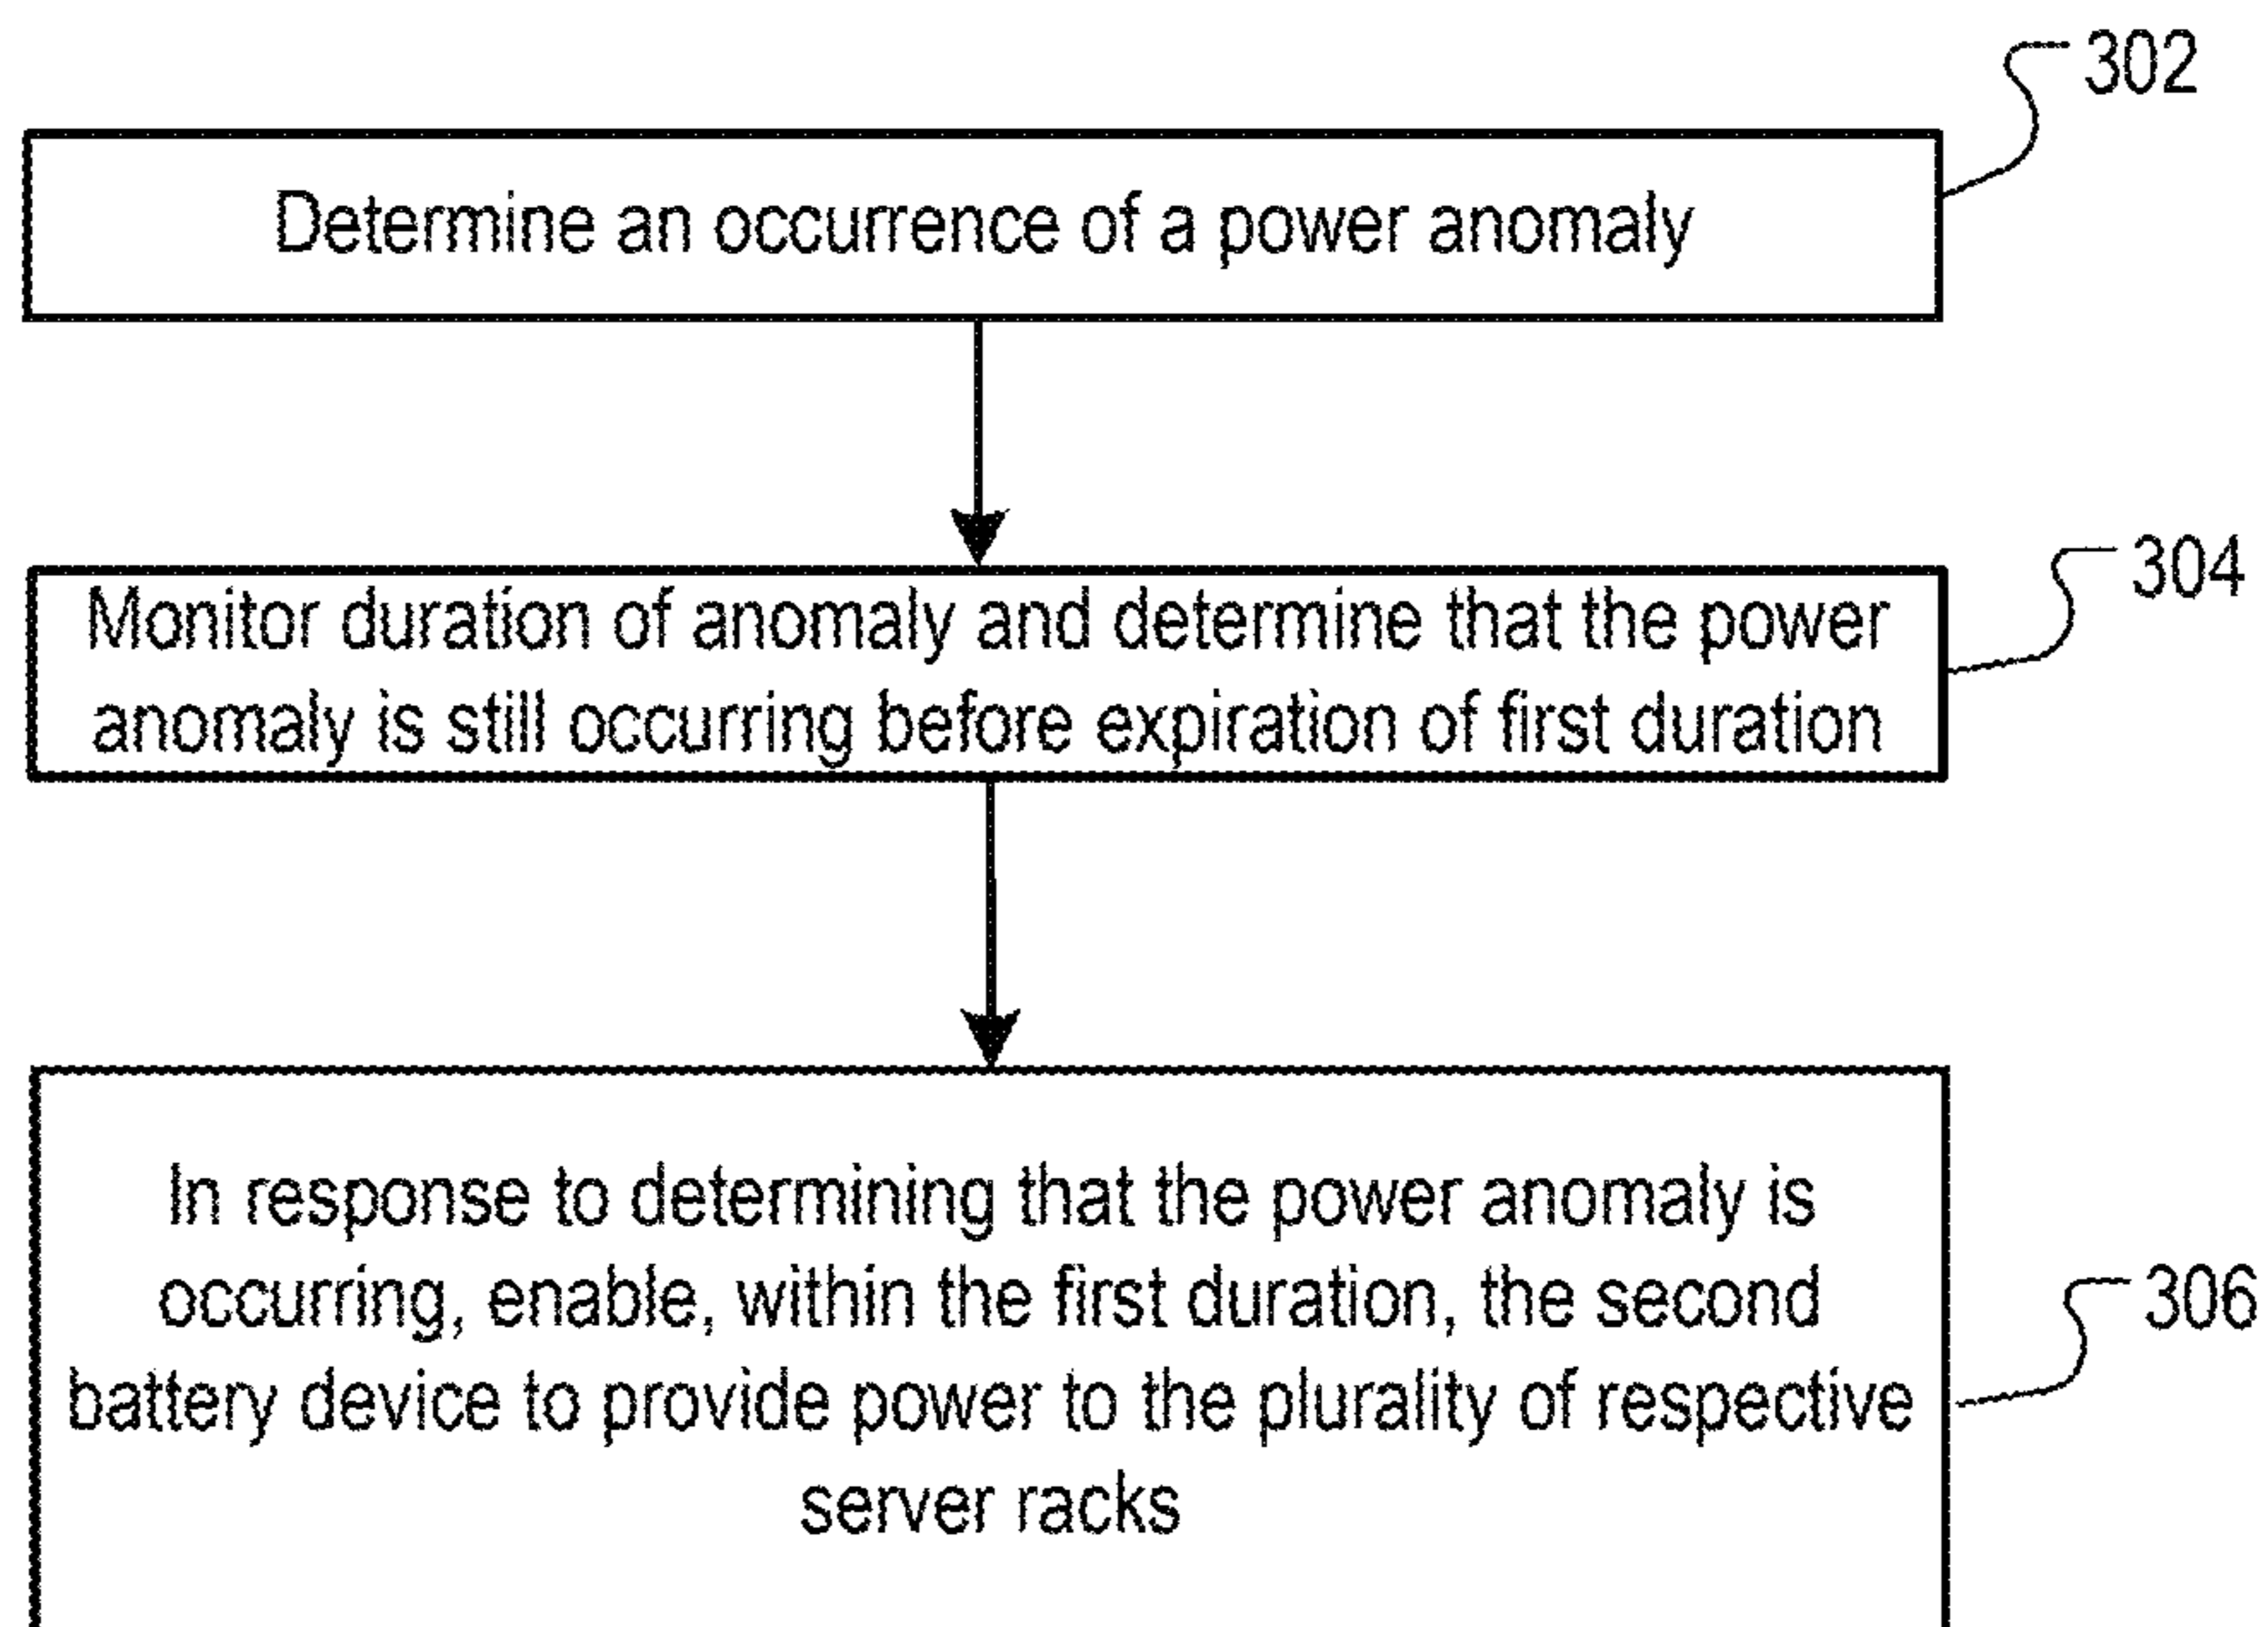 302
Determine an occurrence of a power anomaly
304
Monitor duration of anomaly and determine that the power
anomaly is still occurring before expiration of first duration
In response to determining that the power anomaly is
occurring, enable, within the first duration, the second
306
battery device to provide power to the plurality of respective
server racks